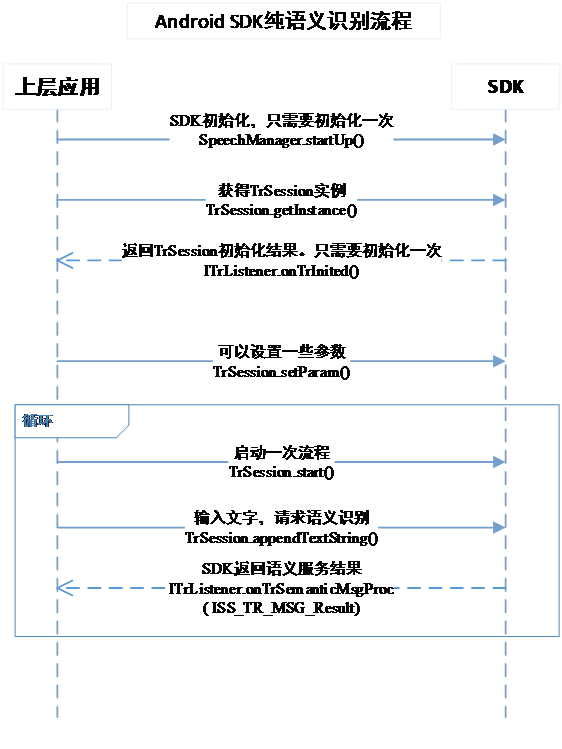 Android SDK纯语义识别流程
上层应用
SDK
SDK初始化，只需要初始化一次
SpeechManager.startUp()
获得TrSession实例
TrSession.getInstance()
返回TrSession初始化结果。只需要初始化一次
ITrListener.onTrInited()
可以设置一些参数
TrSession.setParam()
循环
启动一次流程
TrSession.start()
输入文字，请求语义识别
TrSession.appendTextString()
SDK返回语义服务结果
ITrListener.onTrSemanticMsgProc
( ISS_TR_MSG_Result)